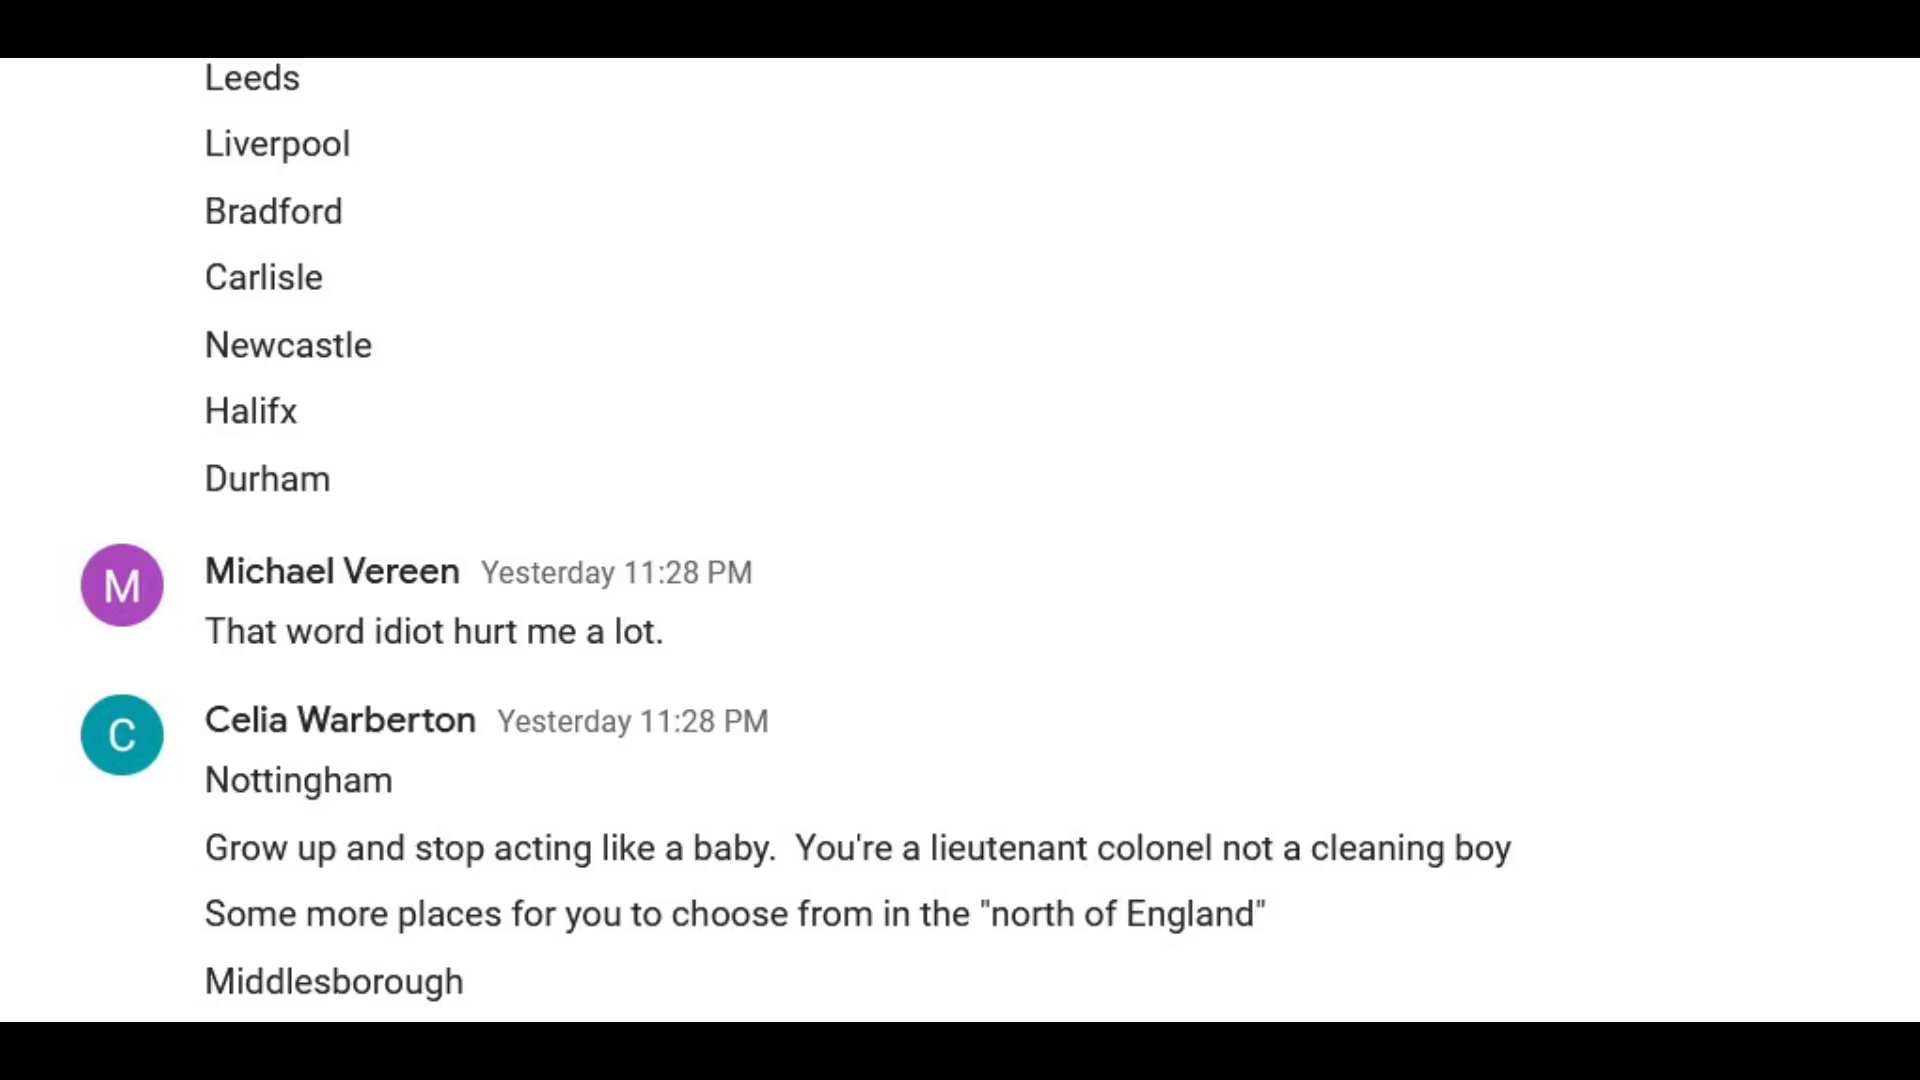 Leeds
Liverpool
Bradford
Carlisle
Newcastle
Halifx
Durham
M
Michael Vereen Yesterday 11:28 PM
That word idiot hurt me a lot.
C
Celia Warberton Yesterday 11:28 PM
Nottingham
Grow up and stop acting like a baby.  You're a lieutenant colonel not a cleaning boy
Some more places for you to choose from in the "north of England"
Middlesborough